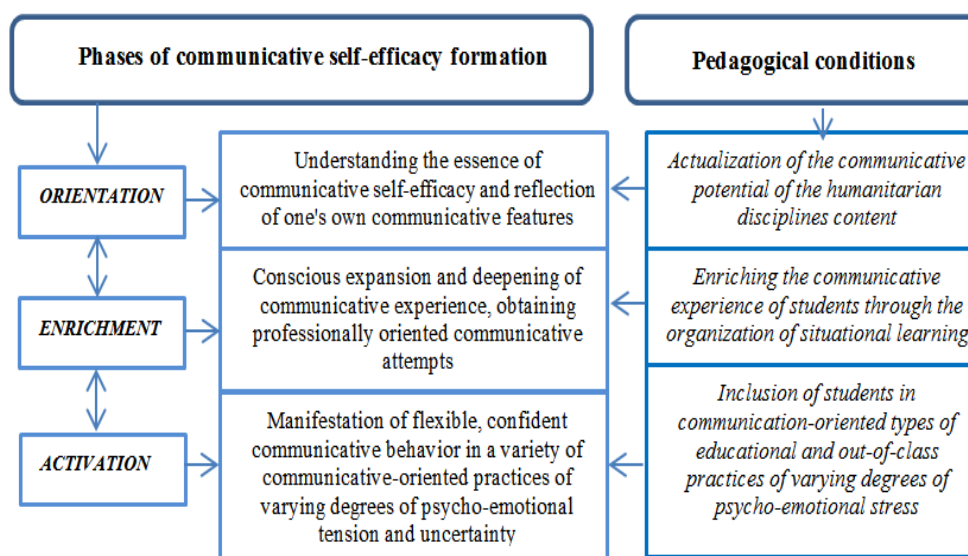 Phases of communicative self-efficacy formation
Pedagogical conditions
ORIENTATION
Understanding the essence of
communicative self-efficacy and reflection
of one's own communicative features
Actualization of the communicative
potential of the humanitarian
disciplines content
ENRICHMENT
Conscious expansion and deepening of
communicative experience, obtaining
professionally oriented communicative
attempts
Enriching the communicative
experience of students through the
organization of situational learning
ACTIVATION
Manifestation of flexible, confident
communicative behavior in a variety of
communicative-oriented practices of
varying degrees of psycho-emotional
tension and uncertainty
Inclusion of students in
communication-oriented types of
educational and out-of-class
practices of varying degrees of
psycho-emotional stress